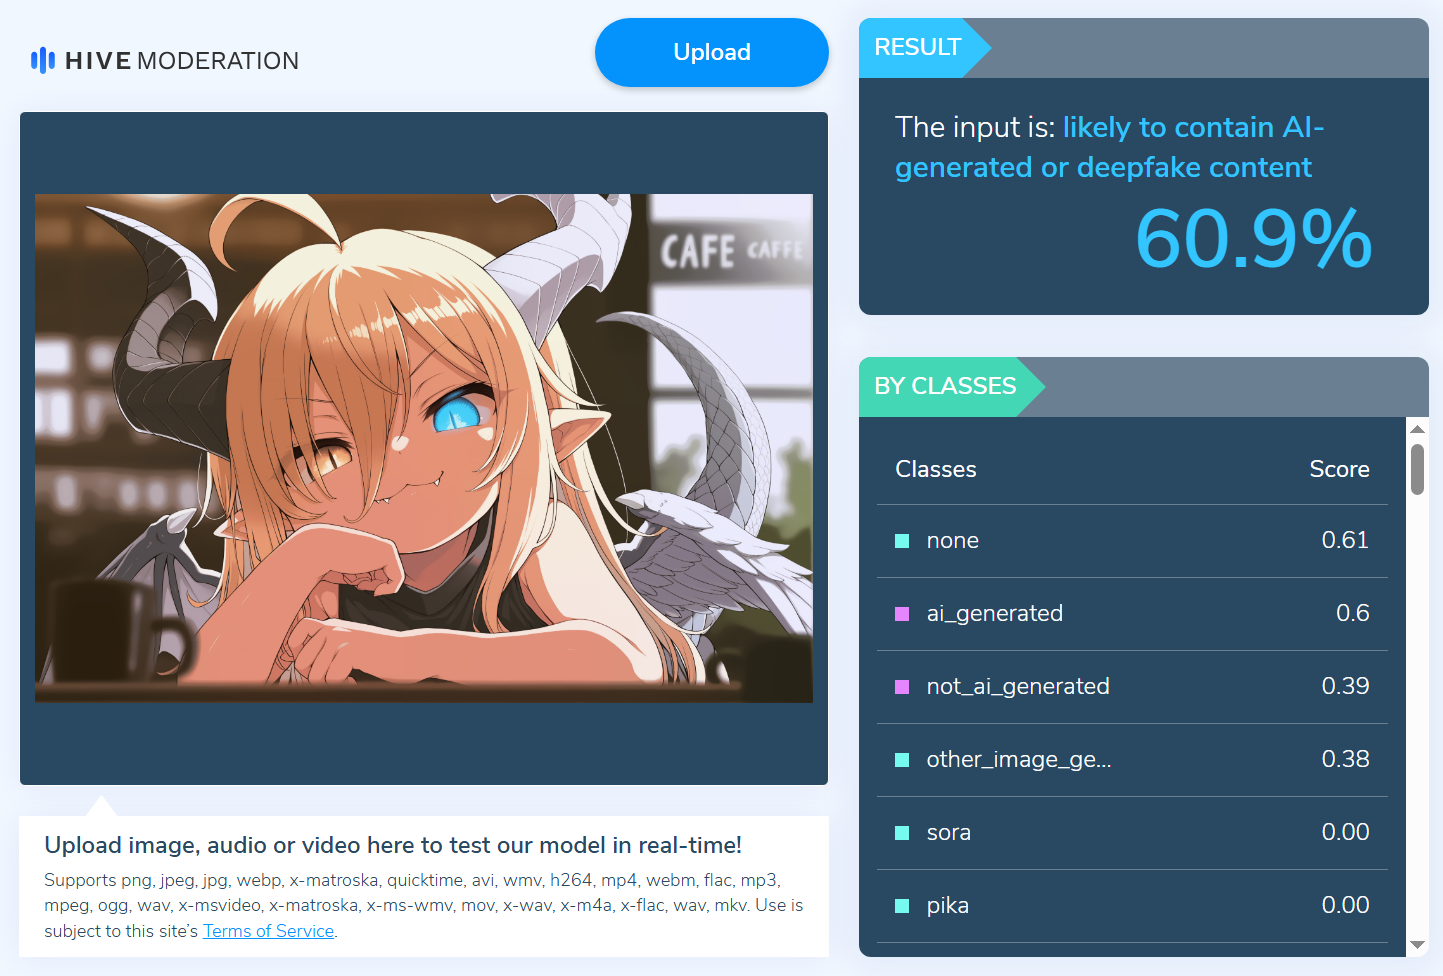 HIVE MODERATION
Upload
CAFE CAFFE
Upload image, audio or video here to test our model in real-time!
Supports png, jpeg, jpg, webp, x-matroska, quicktime, avi, wmv, h264, mp4, webm, flac, mp3,
mpeg, ogg, wav, x-msvideo, x-matroska, x-ms-wmv, mov, x-wav, x-m4a, x-flac, wav, mkv. Use is
subject to this site's Terms of Service.
RESULT
The input is: likely to contain AI-
generated or deepfake content
60.9%
BY CLASSES
Classes Score
none 0.61
ai_generated 0.6
not_ai_generated 0.39
other_image_ge... 0.38
sora 0.00
pika 0.00